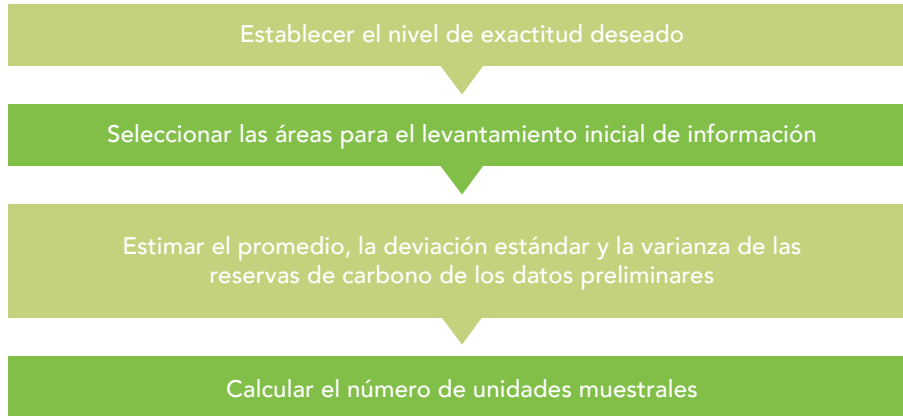 Establecer el nivel de exactitud deseado
Seleccionar las áreas para el levantamiento inicial de información
Estimar el promedio, la deviación estándar y la varianza de las
reservas de carbono de los datos preliminares
Calcular el número de unidades muestrales